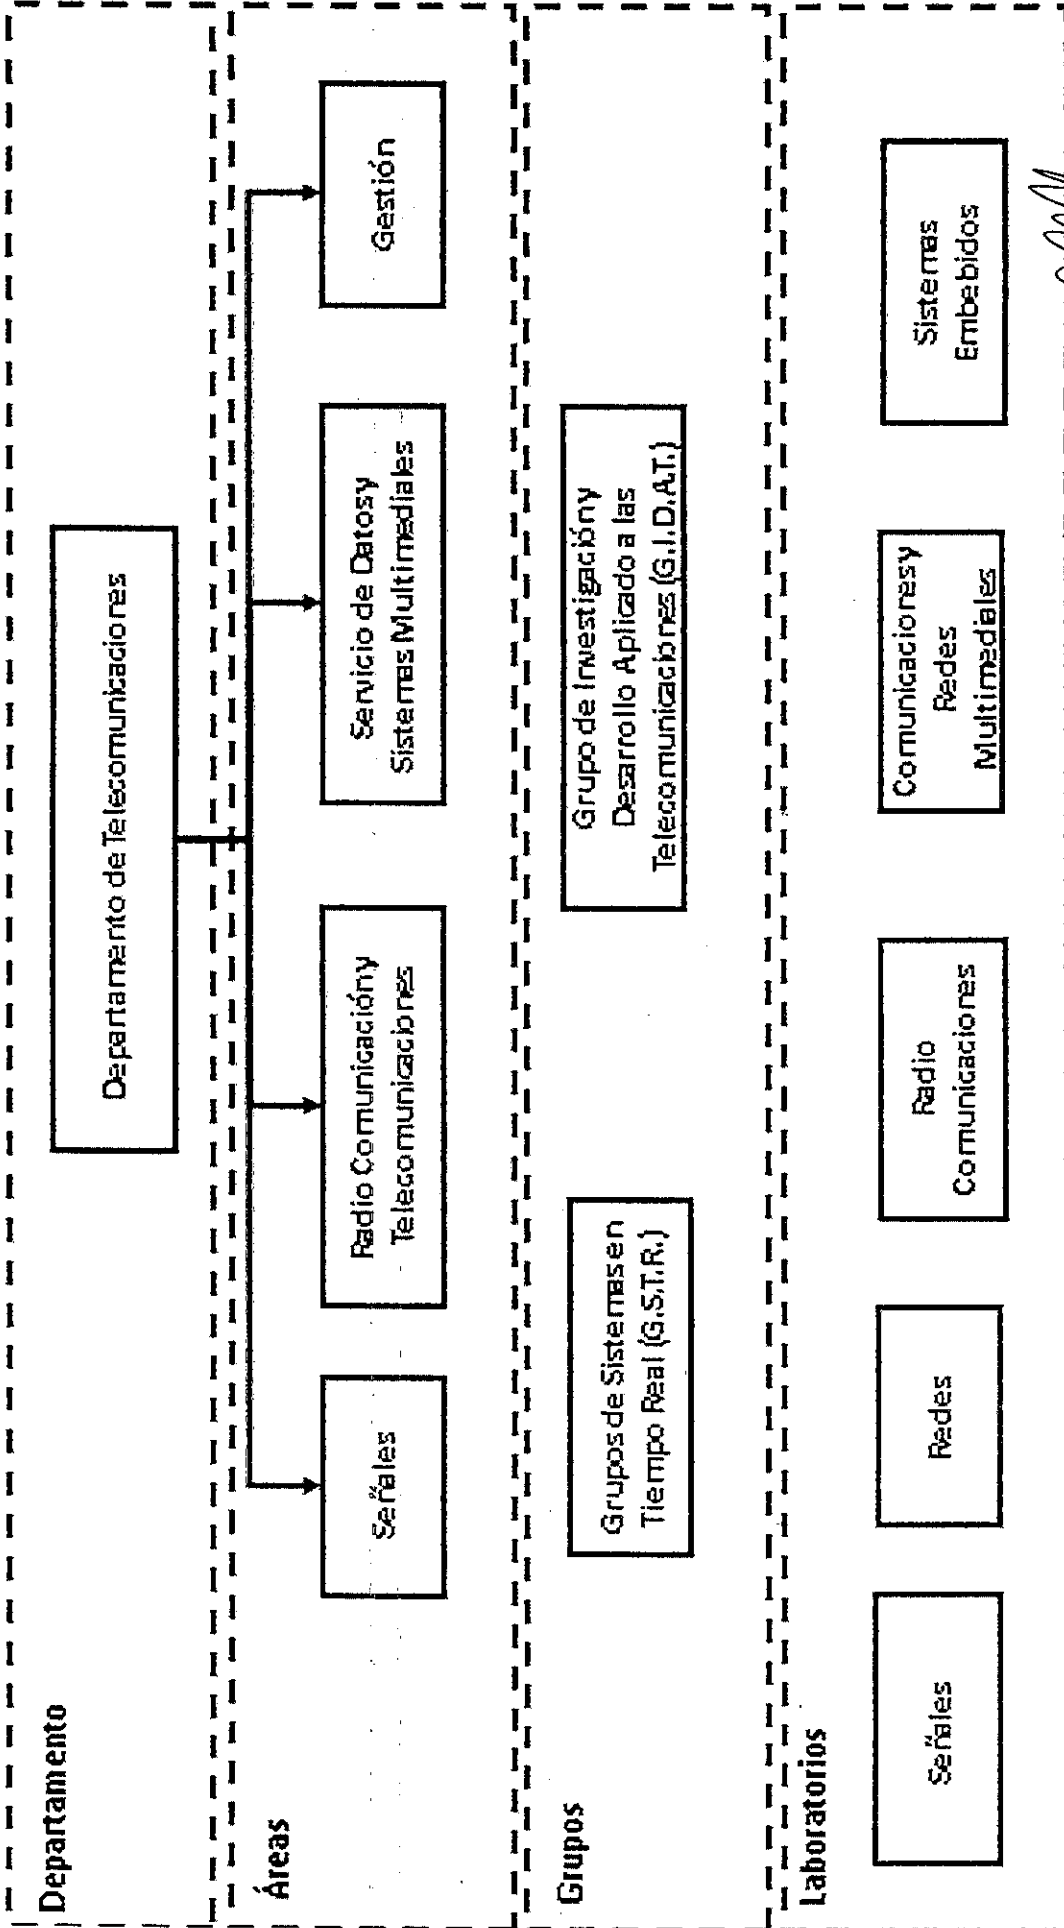 Departamento
Departamento de Telecomunicaciones
Áreas
Señales
Radio Comunicación y
Telecomunicaciones
Servicio de Datos y
Sistemas Multimediales
Gestión
Grupos
Grupos de Sistemas en
Tiempo Real (G.S.T.R.)
Grupo de Investigación y
Desarrollo Aplicado a las
Telecomunicaciones (G.I.D.A.T.)
Laboratorios
Señales
Redes
Radio
Comunicaciones
Comunicaciones y
Redes
Multimediales
Sistemas
Embebidos